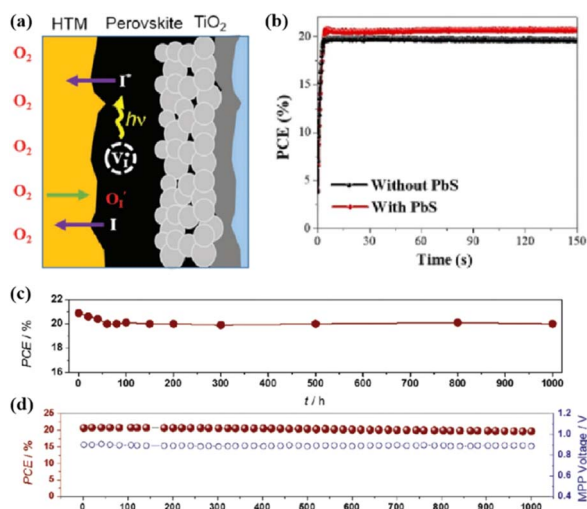 (a) HTM Perovskite TiO₂
O₂
I*
O₂
hν
O₂
V_I
O₂
O_I
I
O₂
(b)
20
15
10
5
0
PCE (%)
Without PbS
With PbS
0 30 60 90 120 150
Time (s)
(c)
22
20
18
16
PCE / %
0 100 200 300 400 500 600 700 800 900 1000
t / h
(d)
25
20
15
10
5
0
PCE / %
1.2
1.0
0.8
0.6
0.4
MPP Voltage / V
0 100 200 300 400 500 600 700 800 900 1000